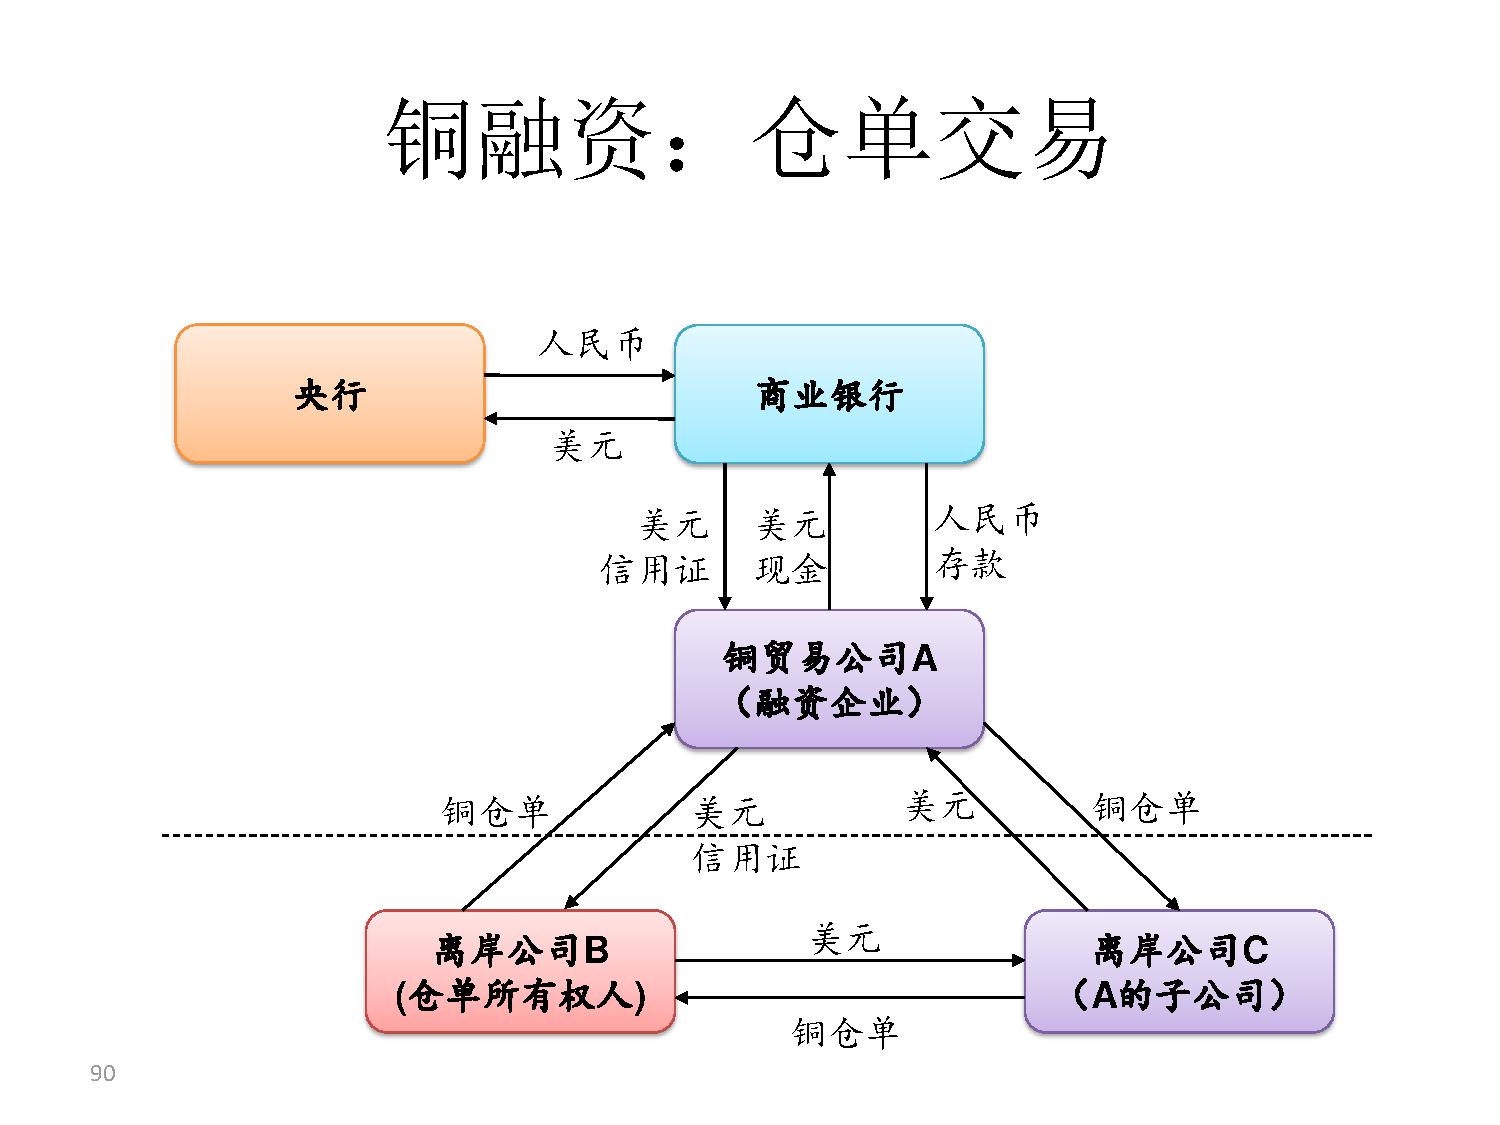 铜融资：仓单交易
人民币
央行
商业银行
美元
美元
信用证
美元
现金
人民币
存款
铜贸易公司A
（融资企业）
铜仓单
美元
信用证
美元
铜仓单
离岸公司B
(仓单所有权人)
美元
铜仓单
离岸公司C
（A的子公司）
90